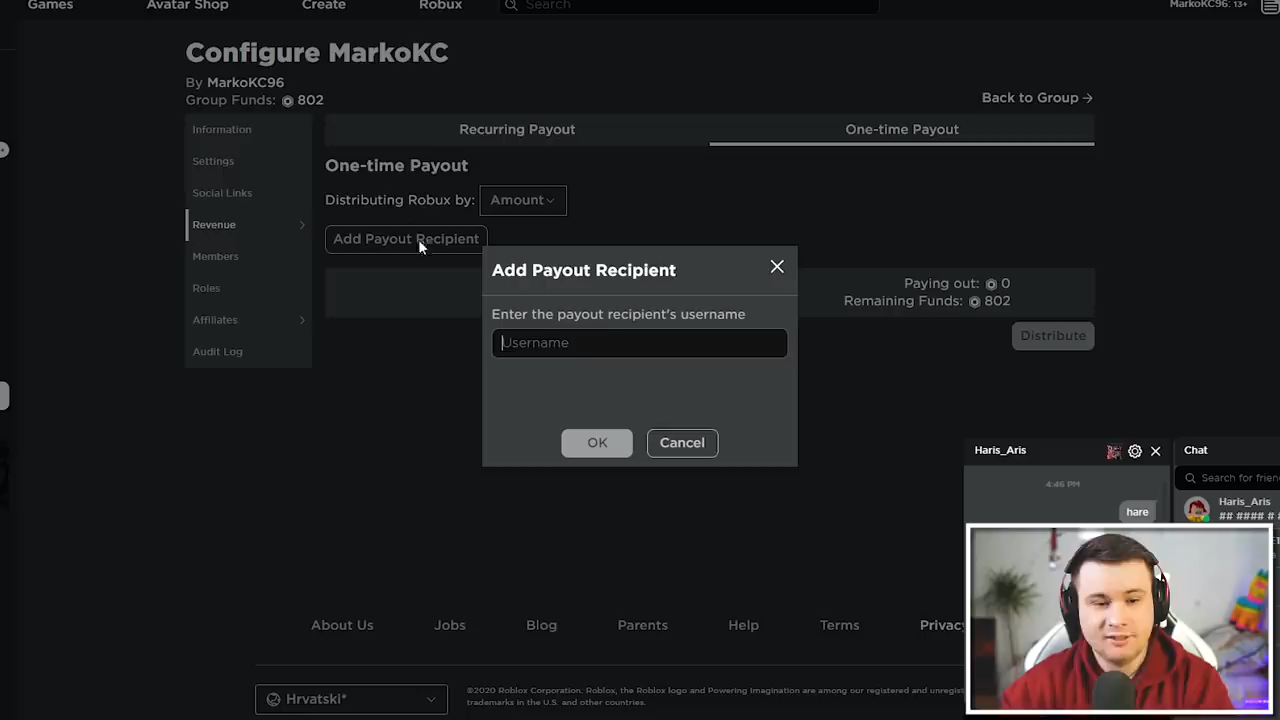 Games
Avatar Shop
Create
Robux
Search
MarkoKC96: 13+
Configure MarkoKC
By MarkoKC96
Group Funds: 802
Back to Group →
Information
Settings
Social Links
Revenue
Members
Roles
Affiliates
Audit Log
Recurring Payout
One-time Payout
One-time Payout
Distributing Robux by: Amount
Add Payout Recipient
Add Payout Recipient
Enter the payout recipient's username
Username
OK
Cancel
Paying out: 0
Remaining Funds: 802
Distribute
Haris_Aris
4:46 PM
hare
Chat
Search for frien
Haris_Aris
## #### # #
About Us
Jobs
Blog
Parents
Help
Terms
Privac
Hrvatski*
©2020 Roblox Corporation. Roblox, the Roblox logo and Powering Imagination are among our registered and unregist
trademarks in the U.S. and other countries.